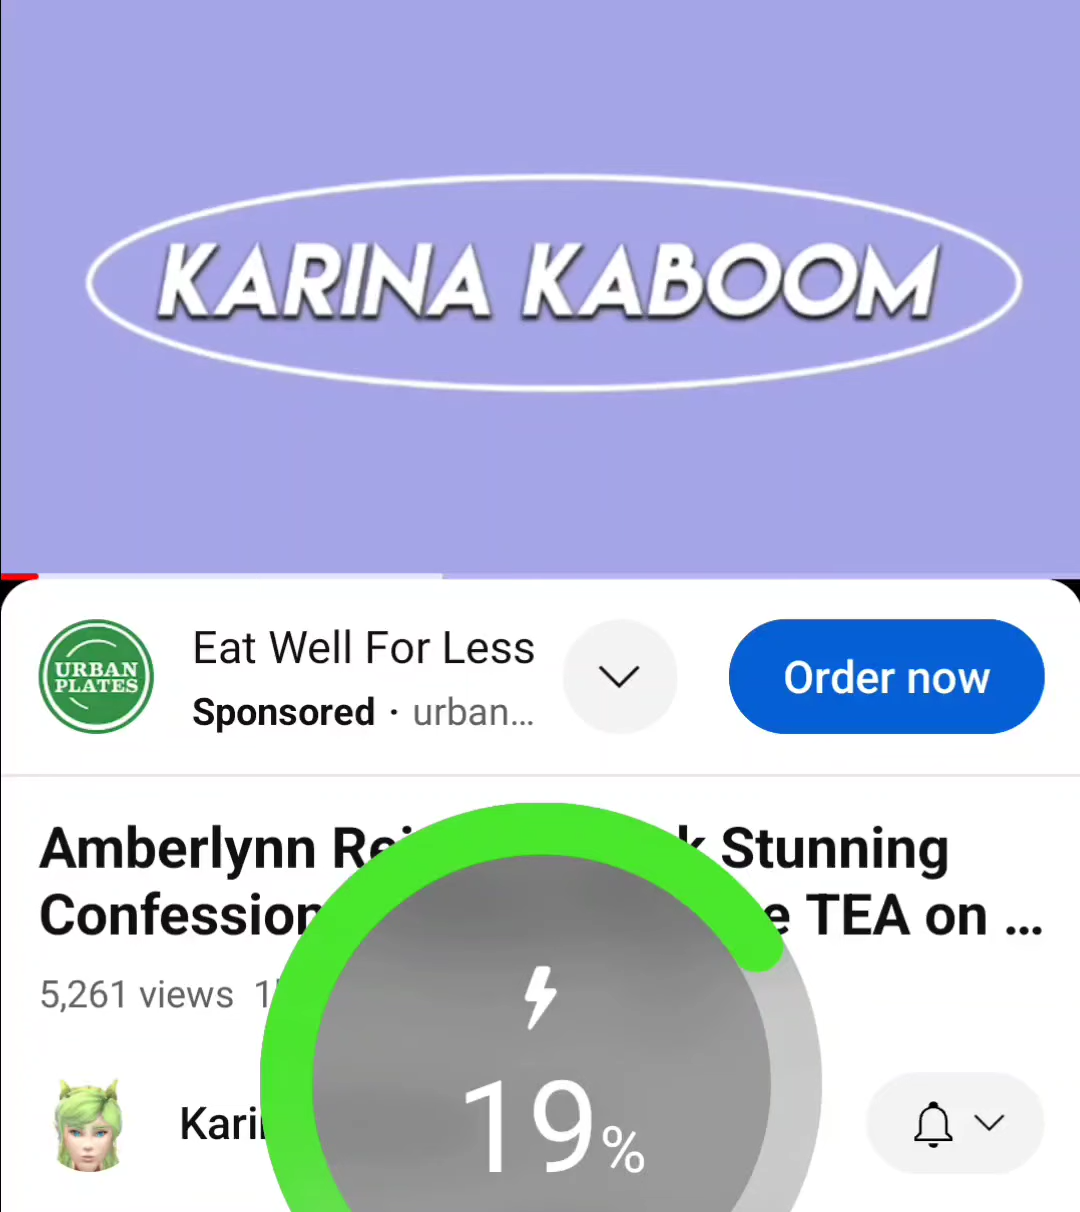 KARINA KABOOM
URBAN
PLATES
Eat Well For Less
Sponsored · urban...
Order now
Amberlynn Stunning
Confession TEA on ...
5,261 views
19%